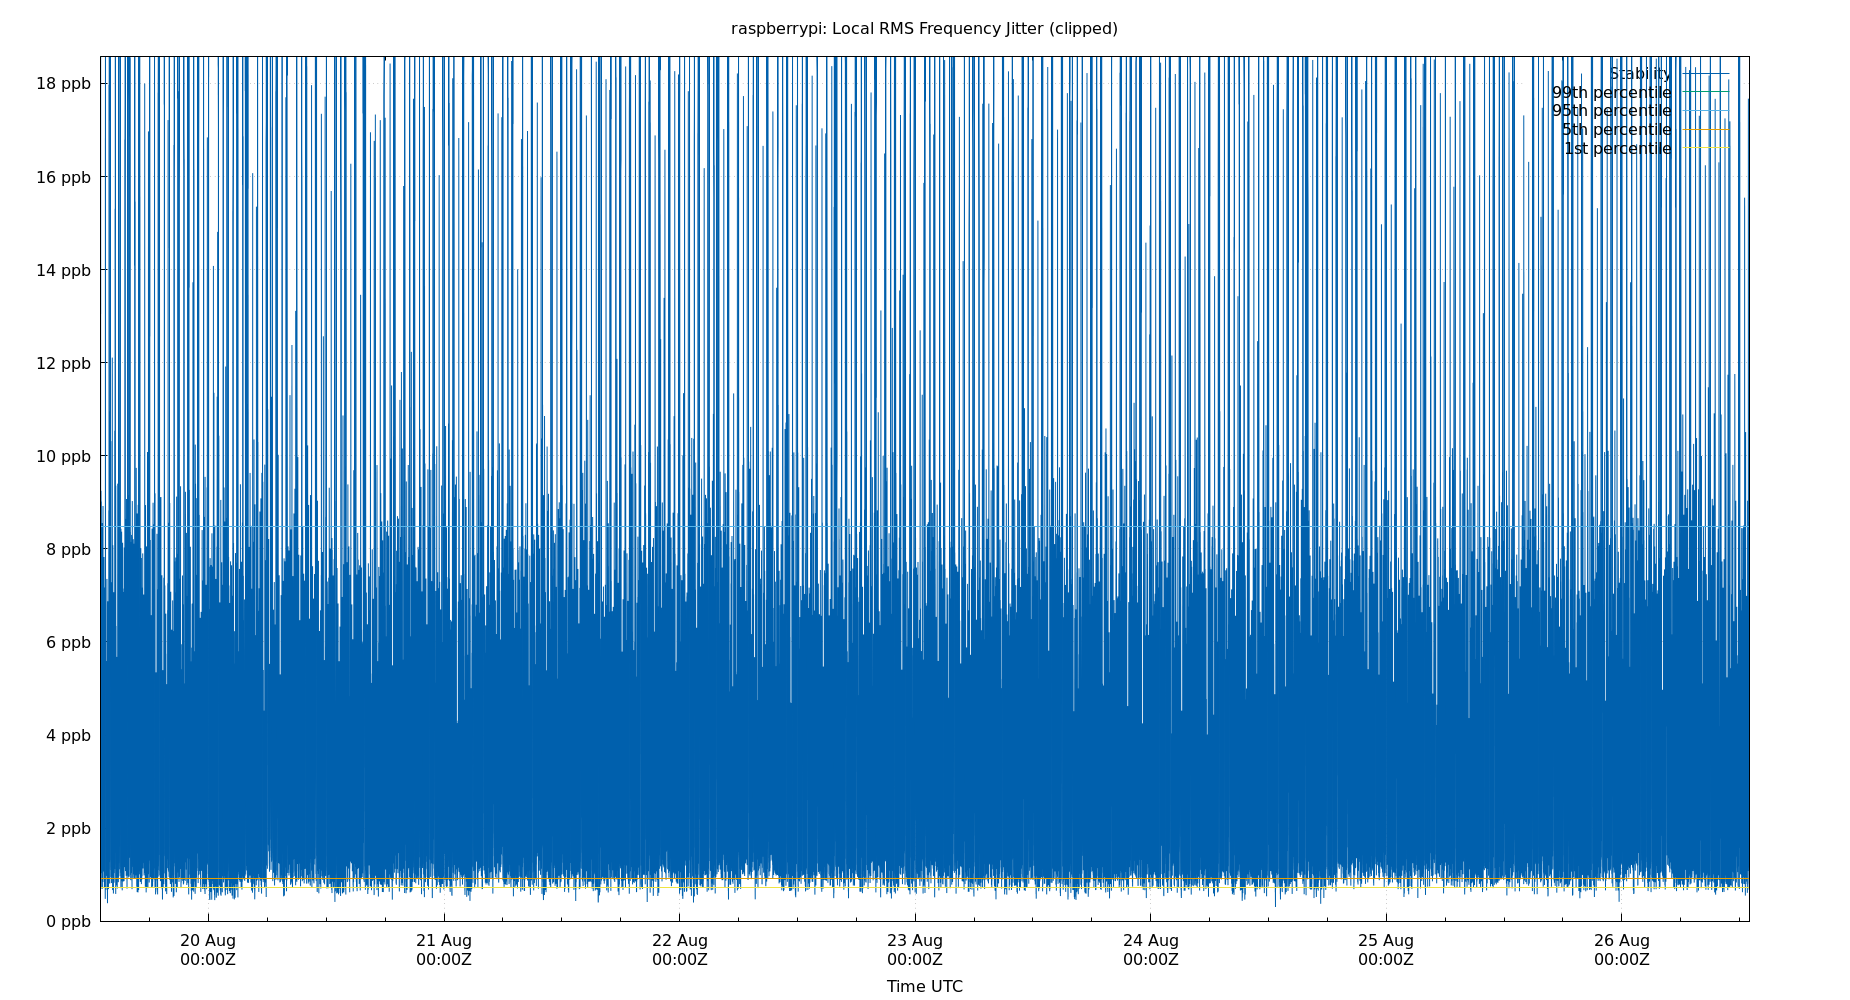 raspberrypi: Local RMS Frequency Jitter (clipped)
18 ppb
16 ppb
14 ppb
12 ppb
10 ppb
8 ppb
6 ppb
4 ppb
2 ppb
0 ppb
Stability
99th percentile
95th percentile
5th percentile
1st percentile
20 Aug 21 Aug 22 Aug 23 Aug 24 Aug 25 Aug 26 Aug
00:00Z 00:00Z 00:00Z 00:00Z 00:00Z 00:00Z 00:00Z
Time UTC